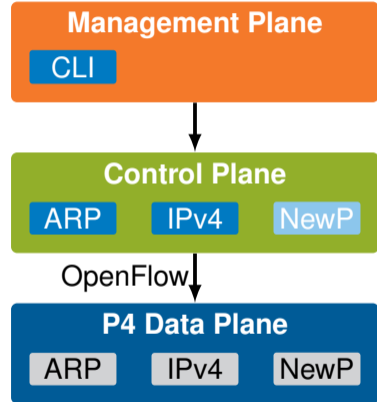 Management Plane
CLI
Control Plane
ARP IPv4 NewP
OpenFlow
P4 Data Plane
ARP IPv4 NewP